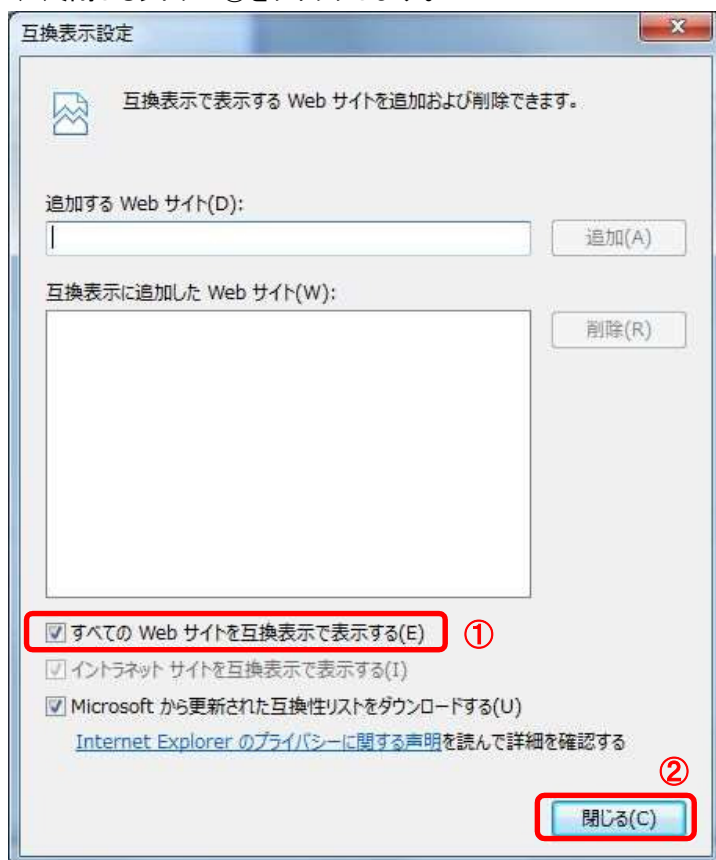 互換表示設定
互換表示で表示する Web サイトを追加および削除できます。
追加する Web サイト(D):
追加(A)
互換表示に追加した Web サイト(W):
削除(R)
すべての Web サイトを互換表示で表示する(E) ①
イントラネット サイトを互換表示で表示する(I)
Microsoft から更新された互換性リストをダウンロードする(U)
Internet Explorer のプライバシーに関する声明を読んで詳細を確認する
②
閉じる(C)